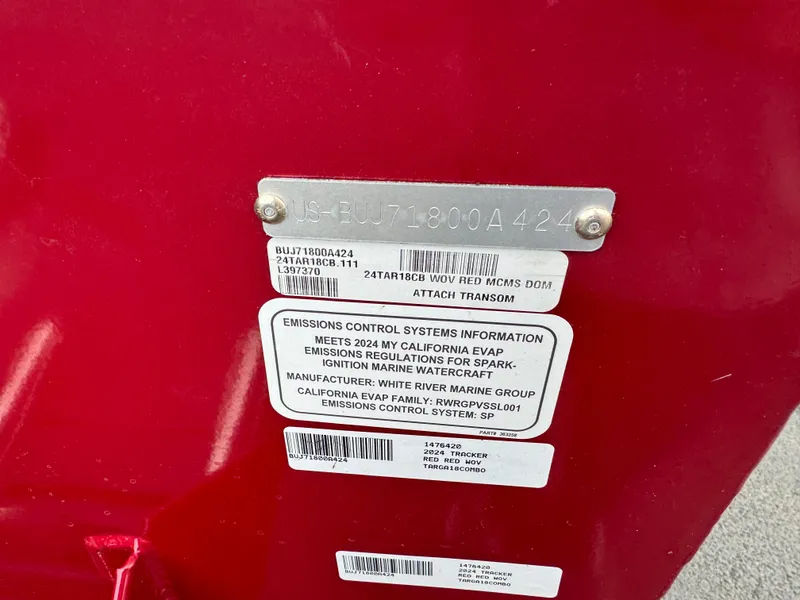 US-BUJ71800A424
BUJ71800A424
24TAR18CB.111
L397370
24TAR18CB WOV RED MCMS DOM
ATTACH TRANSOM
EMISSIONS CONTROL SYSTEMS INFORMATION
MEETS 2024 MY CALIFORNIA EVAP
EMISSIONS REGULATIONS FOR SPARK-
IGNITION MARINE WATERCRAFT
MANUFACTURER: WHITE RIVER MARINE GROUP
CALIFORNIA EVAP FAMILY: RWRGPVSSL001
EMISSIONS CONTROL SYSTEM: SP
PART# 363259
BUJ71800A424
1476420
2024 TRACKER
RED RED WOV
TARGA18COMBO
BUJ71800A424
1476420
2024 TRACKER
RED RED WOV
TARGA18COMBO